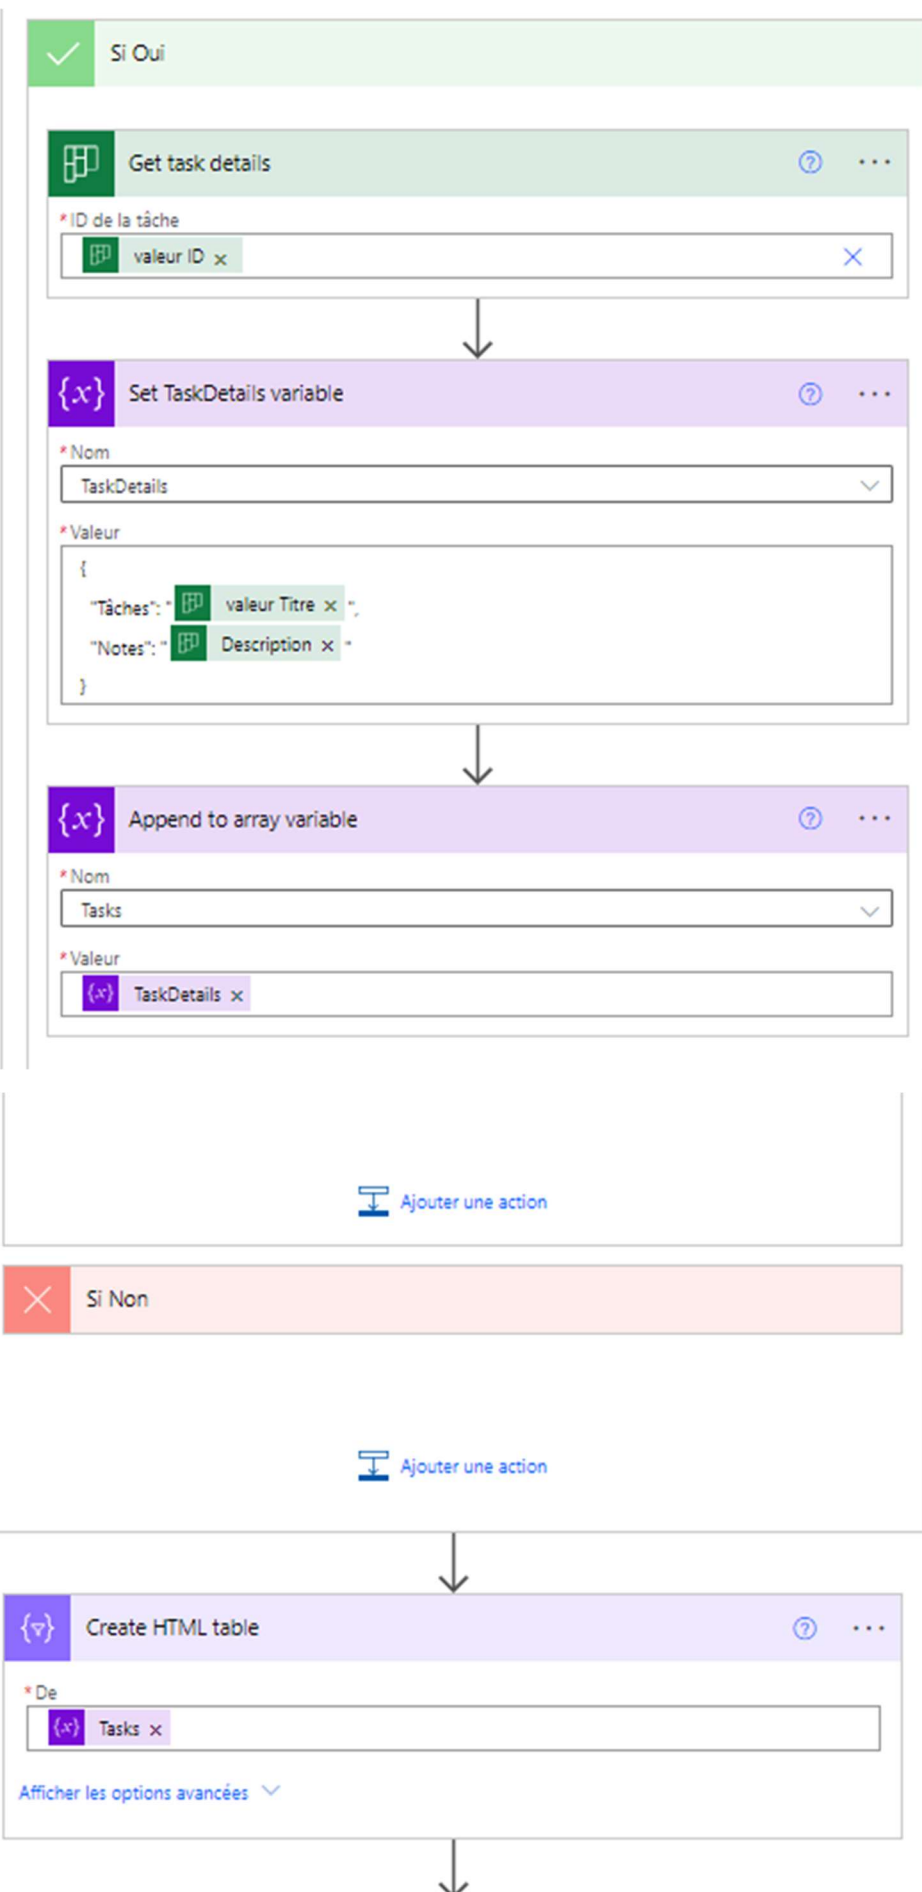 Si Oui
Get task details
* ID de la tâche
valeur ID ×
{x} Set TaskDetails variable
* Nom
TaskDetails
* Valeur
{
"Tâches": " valeur Titre × ",
"Notes": " Description × "
}
{x} Append to array variable
* Nom
Tasks
* Valeur
{x} TaskDetails ×
Ajouter une action
Si Non
Ajouter une action
Create HTML table
* De
{x} Tasks ×
Afficher les options avancées